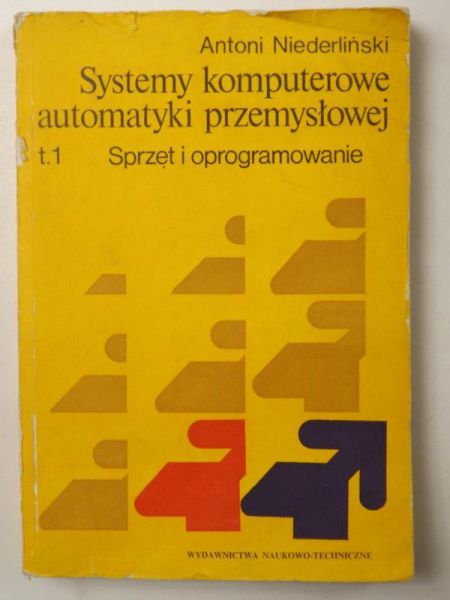 Antoni Niederliński
Systemy komputerowe
automatyki przemysłowej
t.1 Sprzęt i oprogramowanie
WYDAWNICTWA NAUKOWO-TECHNICZNE